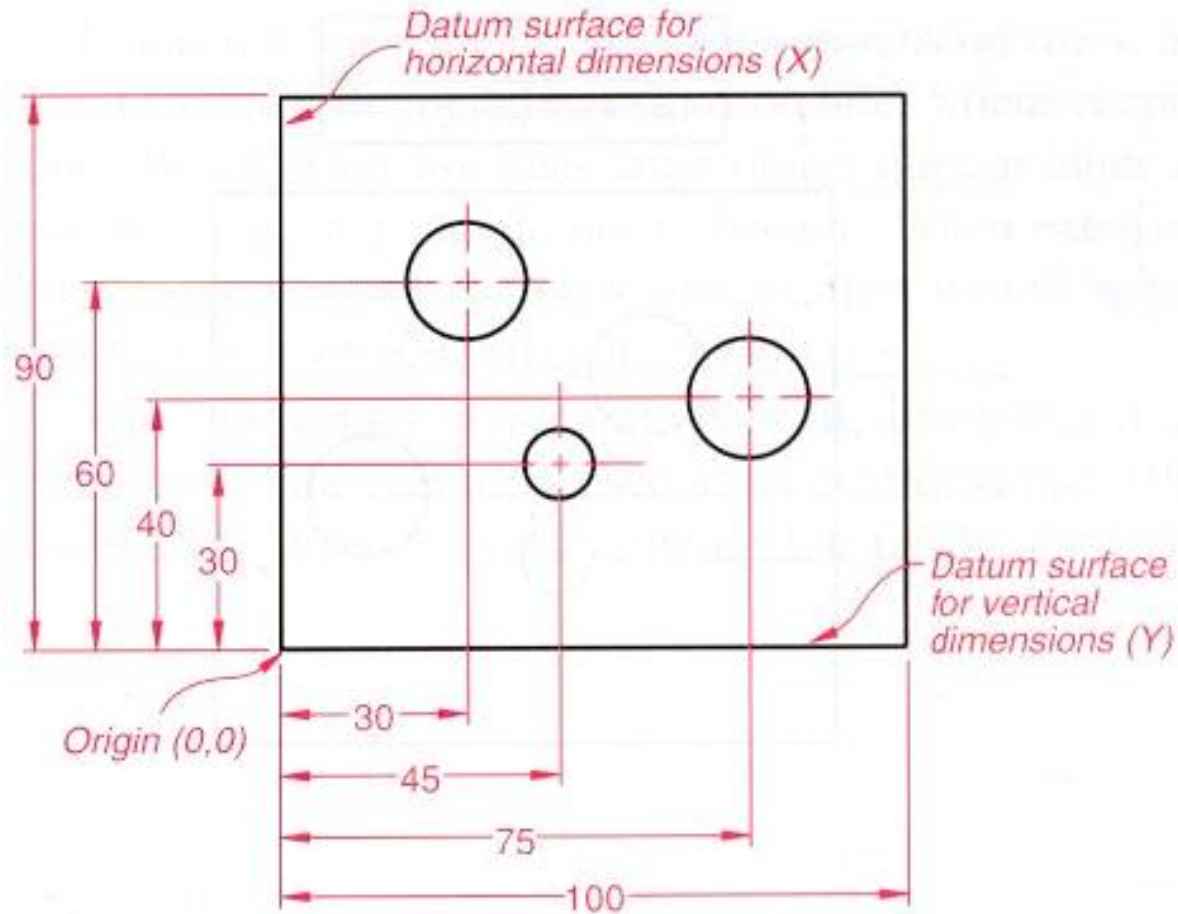 Datum surface for
horizontal dimensions (X)
90
60
40
30
Datum surface
for vertical
dimensions (Y)
Origin (0,0)
30
45
75
100